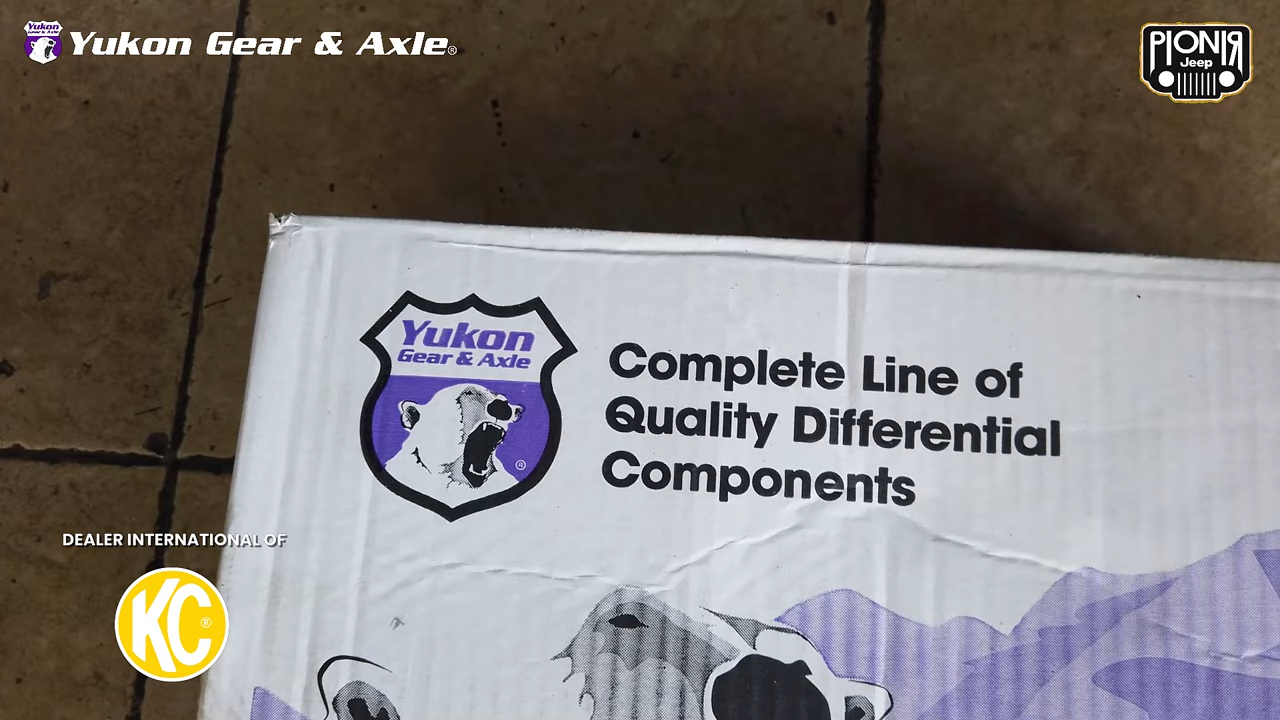 Yukon Gear & Axle®
PIONIR
Jeep
Yukon
Gear & Axle
®
Complete Line of
Quality Differential
Components
DEALER INTERNATIONAL OF
KC®